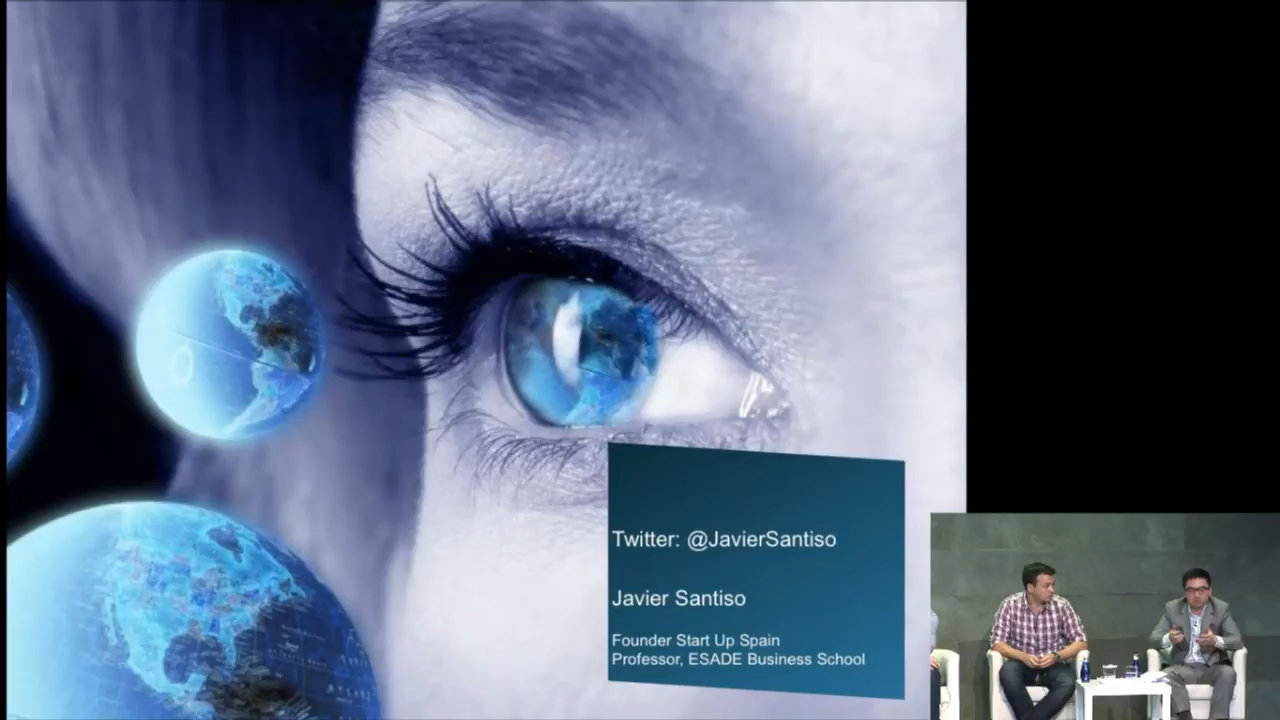 Twitter: @JavierSantiso
Javier Santiso
Founder Start Up Spain
Professor, ESADE Business School